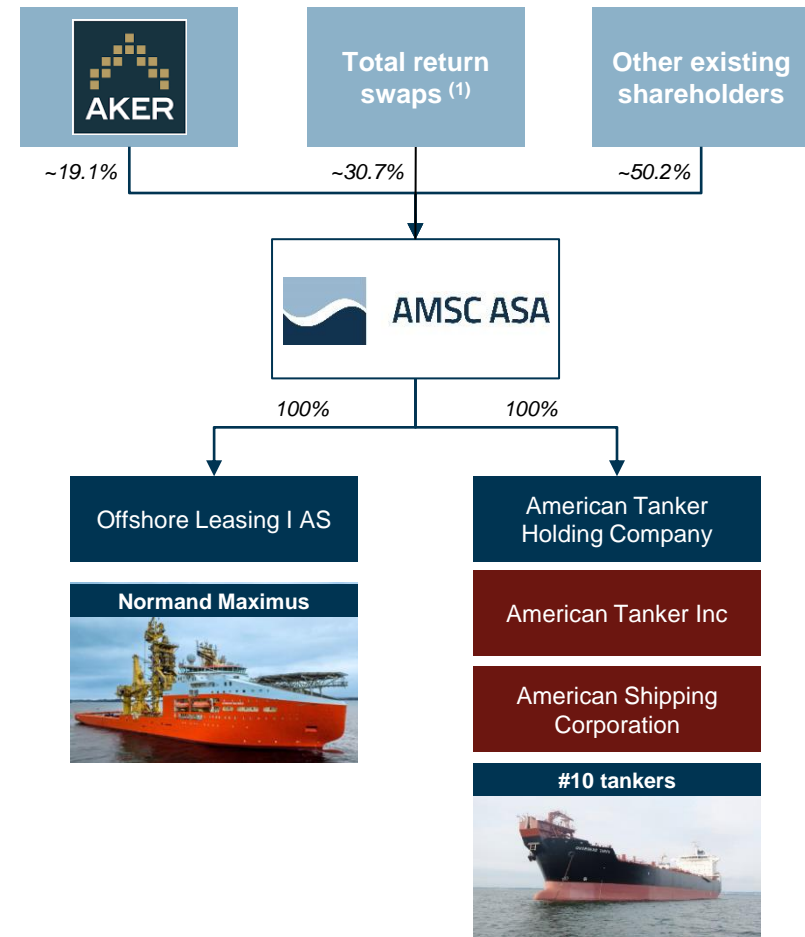 AKER
Total return
swaps (1)
Other existing
shareholders
~19.1%
~30.7%
~50.2%
AMSC ASA
100%
100%
Offshore Leasing I AS
American Tanker
Holding Company
Normand Maximus
American Tanker Inc
American Shipping
Corporation
#10 tankers